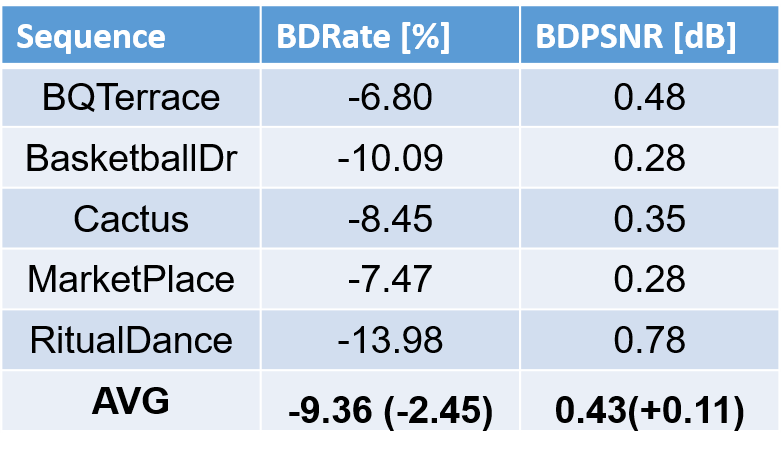 Sequence BDRate [%] BDPSNR [dB]
BQTerrace -6.80 0.48
BasketballDr -10.09 0.28
Cactus -8.45 0.35
MarketPlace -7.47 0.28
RitualDance -13.98 0.78
AVG -9.36 (-2.45) 0.43(+0.11)